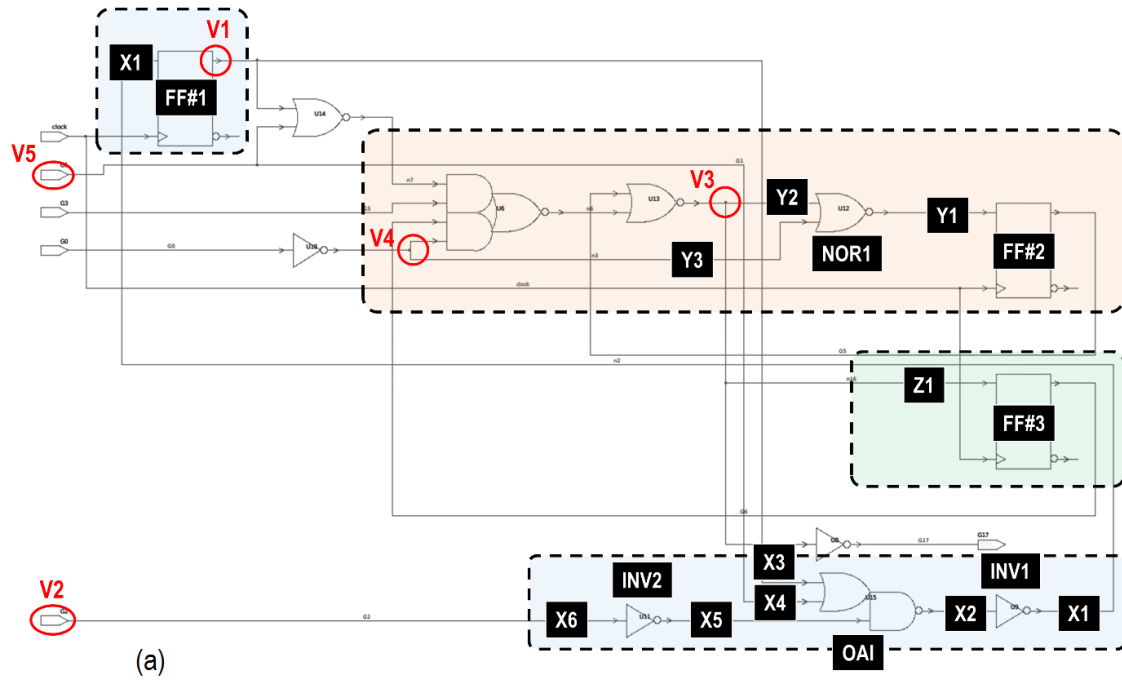 V1
X1
FF#1
U14
clock
V5
G1
n7
V3
G3
G3
U6
n6
U13
Y2
U12
Y1
V4
NOR1
FF#2
G0
G0
U10
n3
Y3
clock
G5
n2
n16
Z1
FF#3
G6
G17
G17
X3
INV2
INV1
V2
X4
U15
G2
X6
U11
X5
X2
X1
OAI
(a)